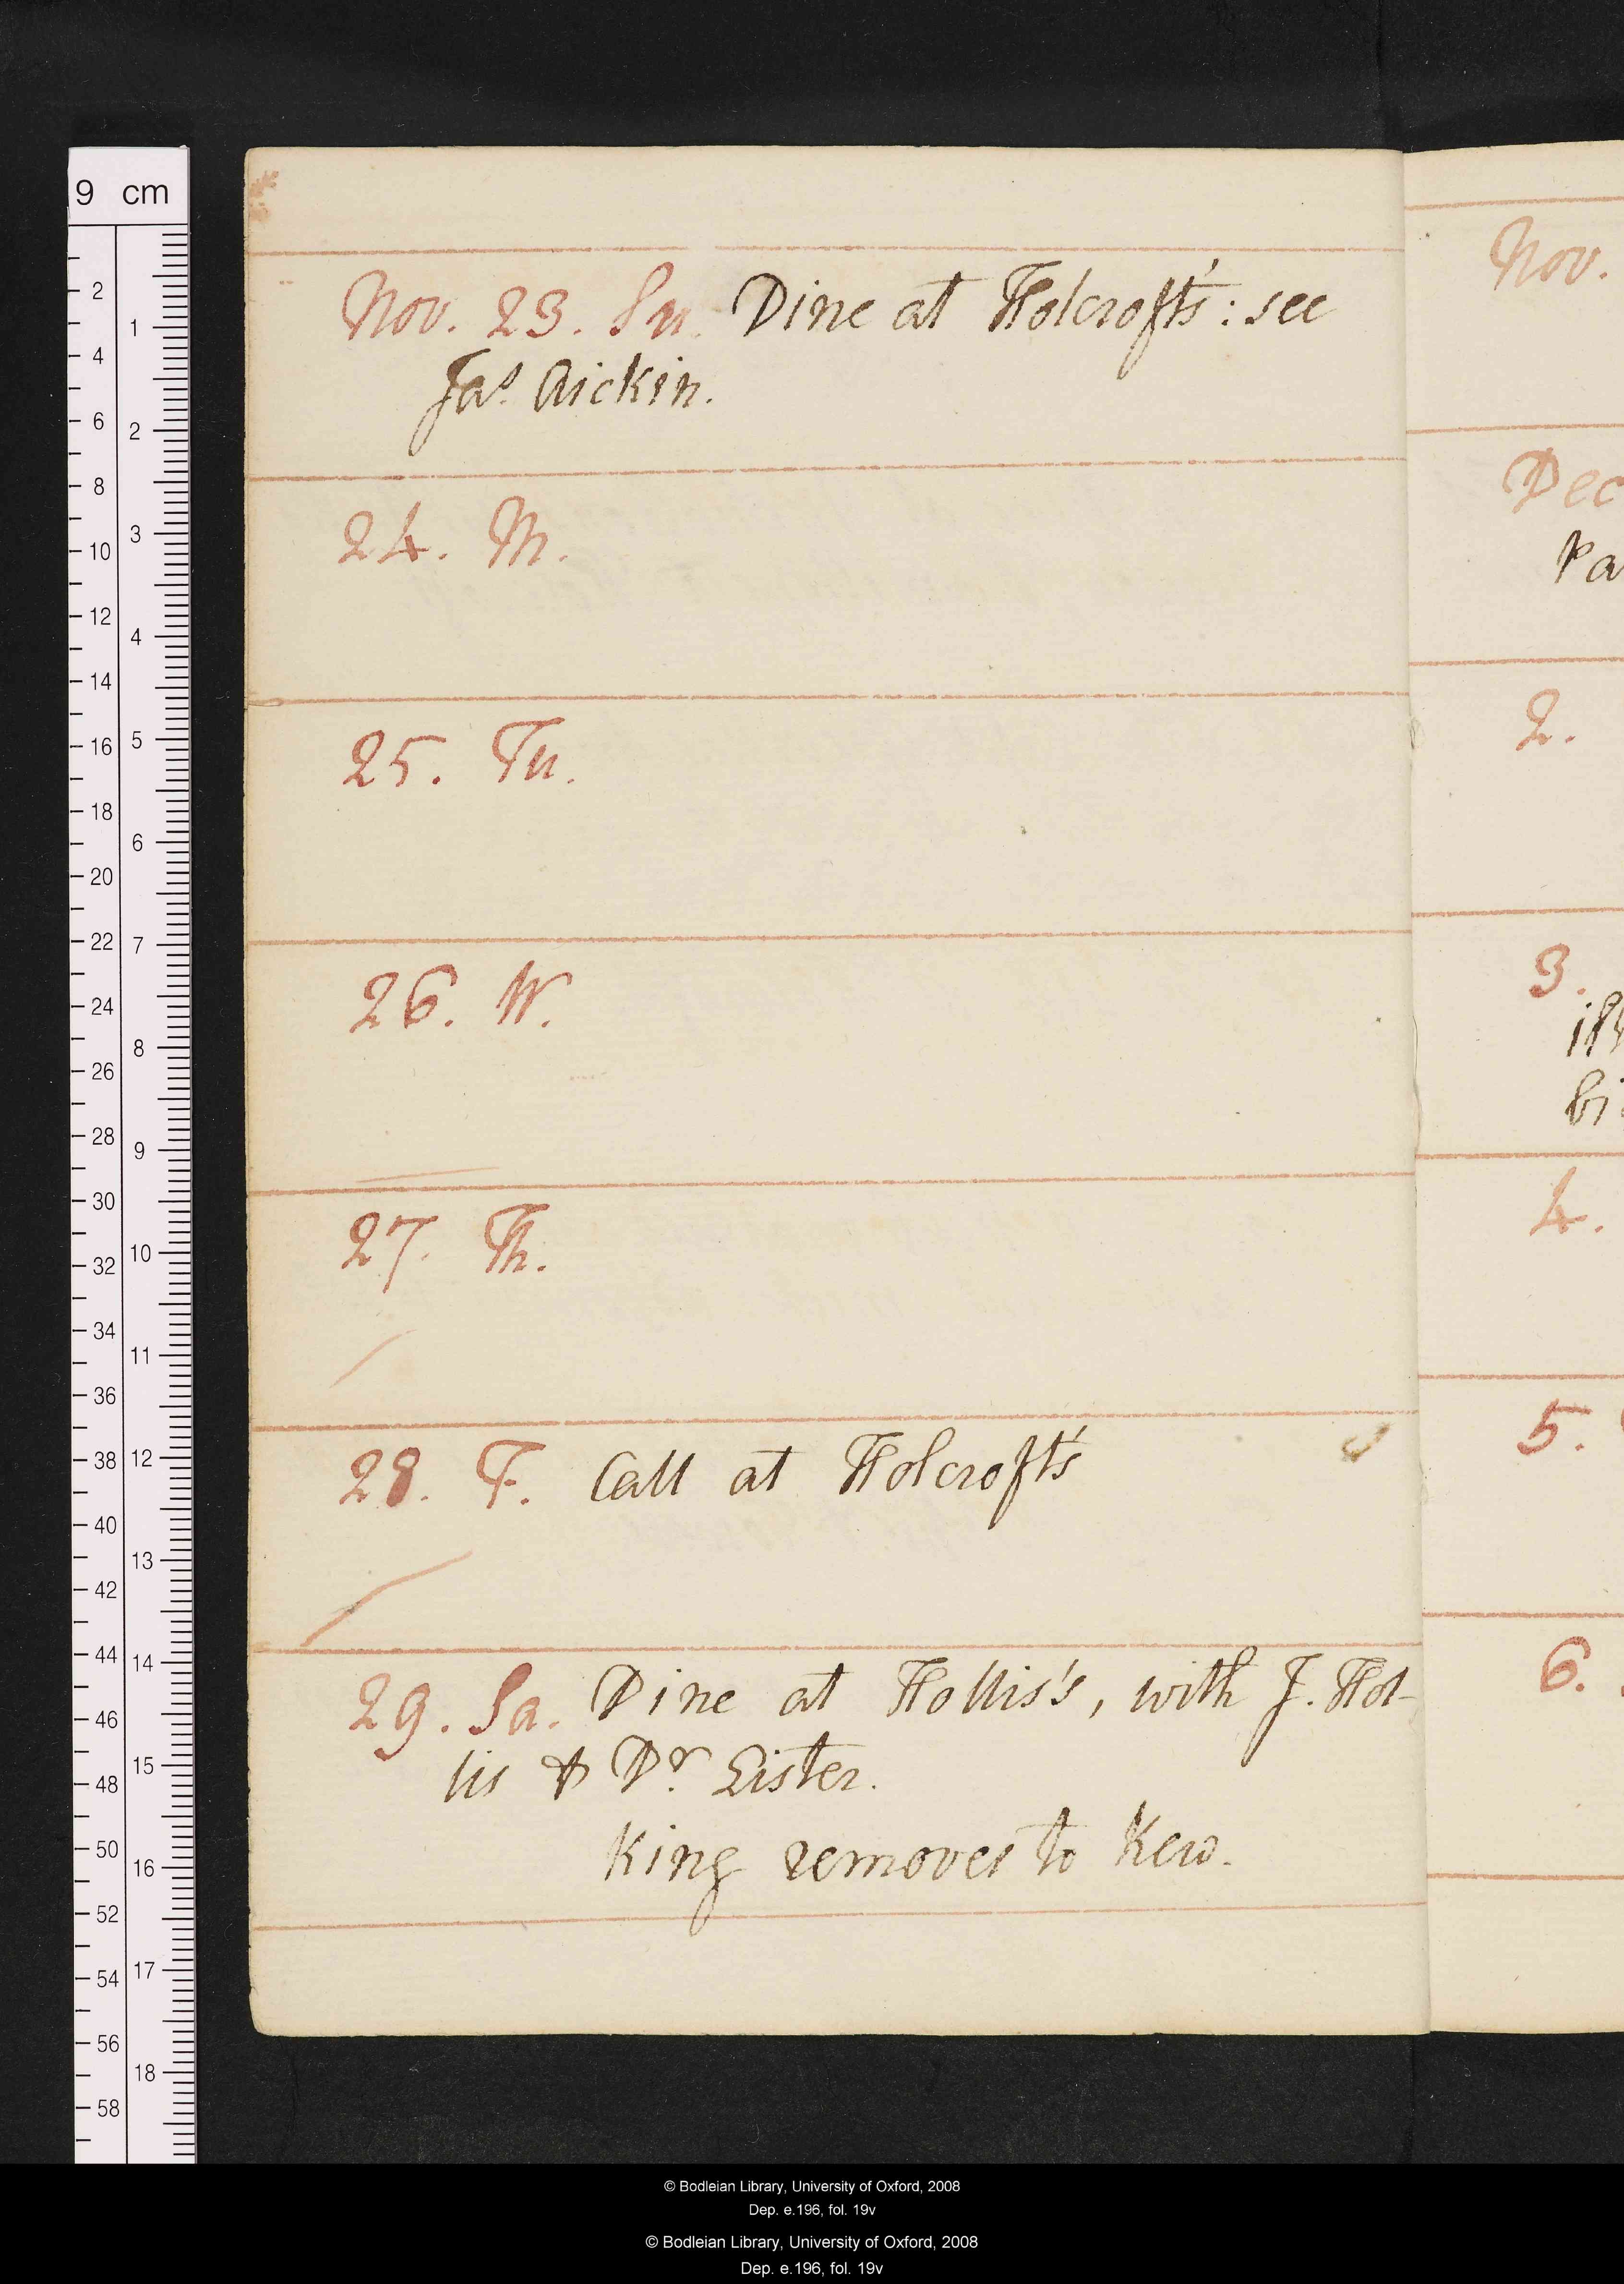 Nov. 23. Su. Dine at Holcroft's: see
Jas. Aickin.
24. M.
25. Tu.
26. W.
27. Th.
28. F. Call at Holcroft's
29. Sa. Dine at Hollis's, with J. Hol-
lis & Dr. Lister.
King removes to Kew.
Nov.
Dec
Pa
2.
3.
bi
4.
5.
6.
9 cm
2
4
6
8
10
12
14
16
18
20
22
24
26
28
30
32
34
36
38
40
42
44
46
48
50
52
54
56
58
1
2
3
4
5
6
7
8
9
10
11
12
13
14
15
16
17
18
© Bodleian Library, University of Oxford, 2008
Dep. e.196, fol. 19v
© Bodleian Library, University of Oxford, 2008
Dep. e.196, fol. 19v